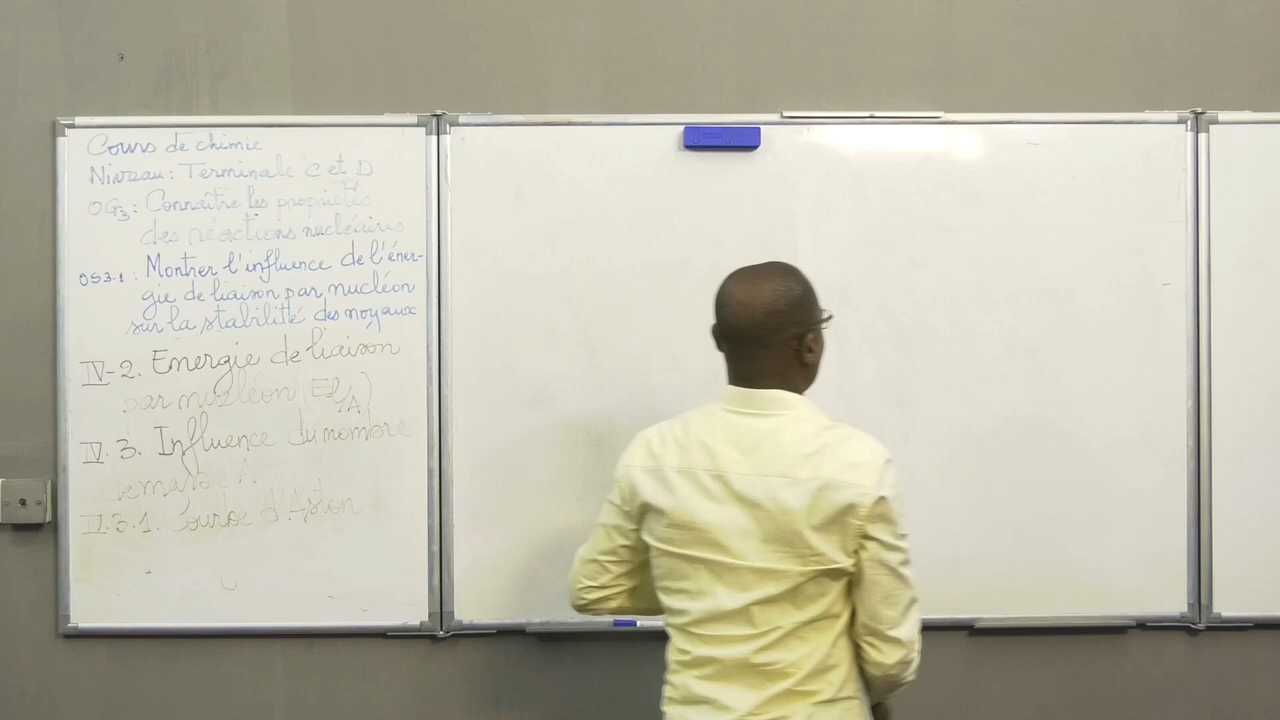 Cours de chimie
Niveau : Terminale C et D
OG3 : Connaître les propriétés
des réactions nucléaires
OS3.1 : Montrer l'influence de l'éner-
gie de liaison par nucléon
sur la stabilité des noyaux
IV-2. Energie de liaison
par nucléon (El/A)
IV. 3. Influence du nombre
de masse A.
IV.3.1. Courbe d'Aston